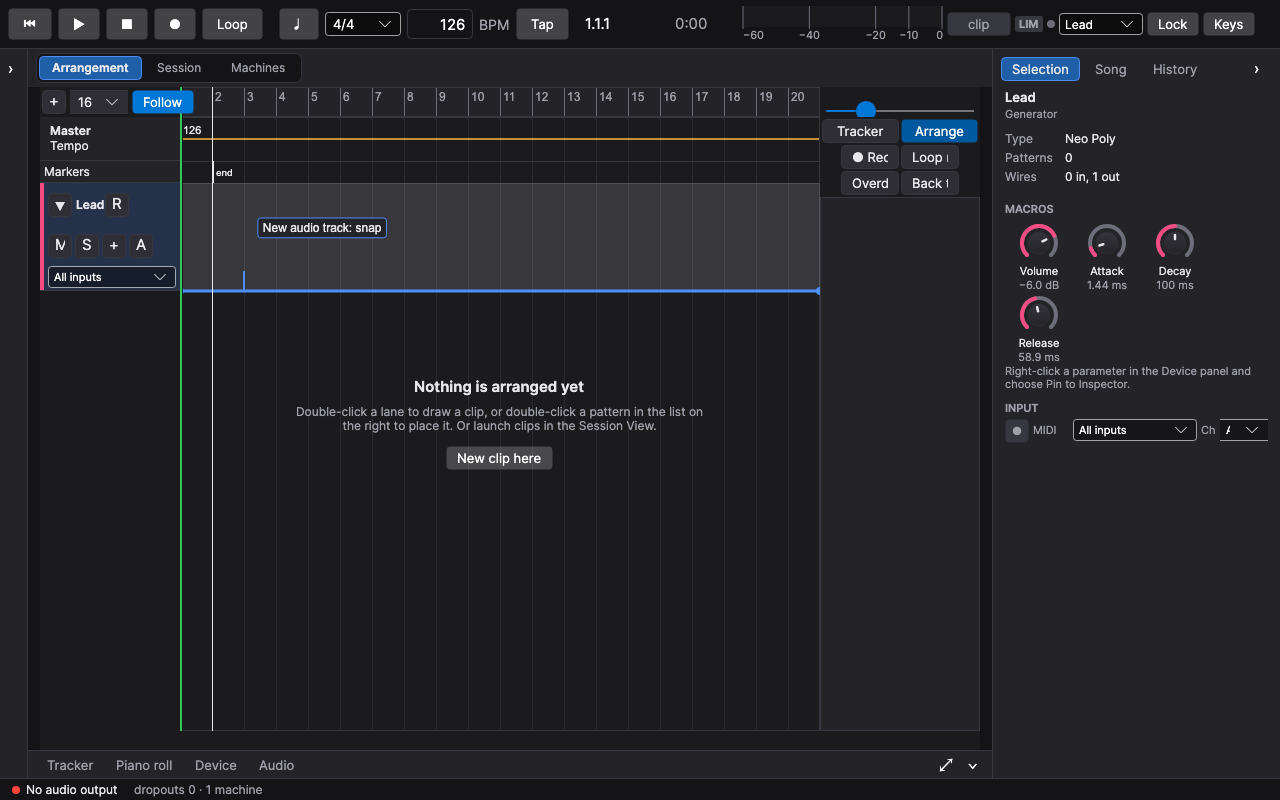 Loop
4/4
126 BPM
Tap
1.1.1
0:00
−60 −40 −20 −10 0
clip
LIM
Lead
Lock
Keys
Arrangement
Session
Machines
+
16
Follow
2 3 4 5 6 7 8 9 10 11 12 13 14 15 16 17 18 19 20
Master
Tempo
126
Markers
end
Lead
R
M S + A
All inputs
New audio track: snap
Nothing is arranged yet
Double-click a lane to draw a clip, or double-click a pattern in the list on
the right to place it. Or launch clips in the Session View.
New clip here
Tracker
Arrange
Rec
Loop
Overd
Back
Selection
Song
History
Lead
Generator
Type Neo Poly
Patterns 0
Wires 0 in, 1 out
MACROS
Volume Attack Decay
−6.0 dB 1.44 ms 100 ms
Release
58.9 ms
Right-click a parameter in the Device panel and
choose Pin to Inspector.
INPUT
MIDI
All inputs
Ch
Tracker
Piano roll
Device
Audio
No audio output
dropouts 0 · 1 machine